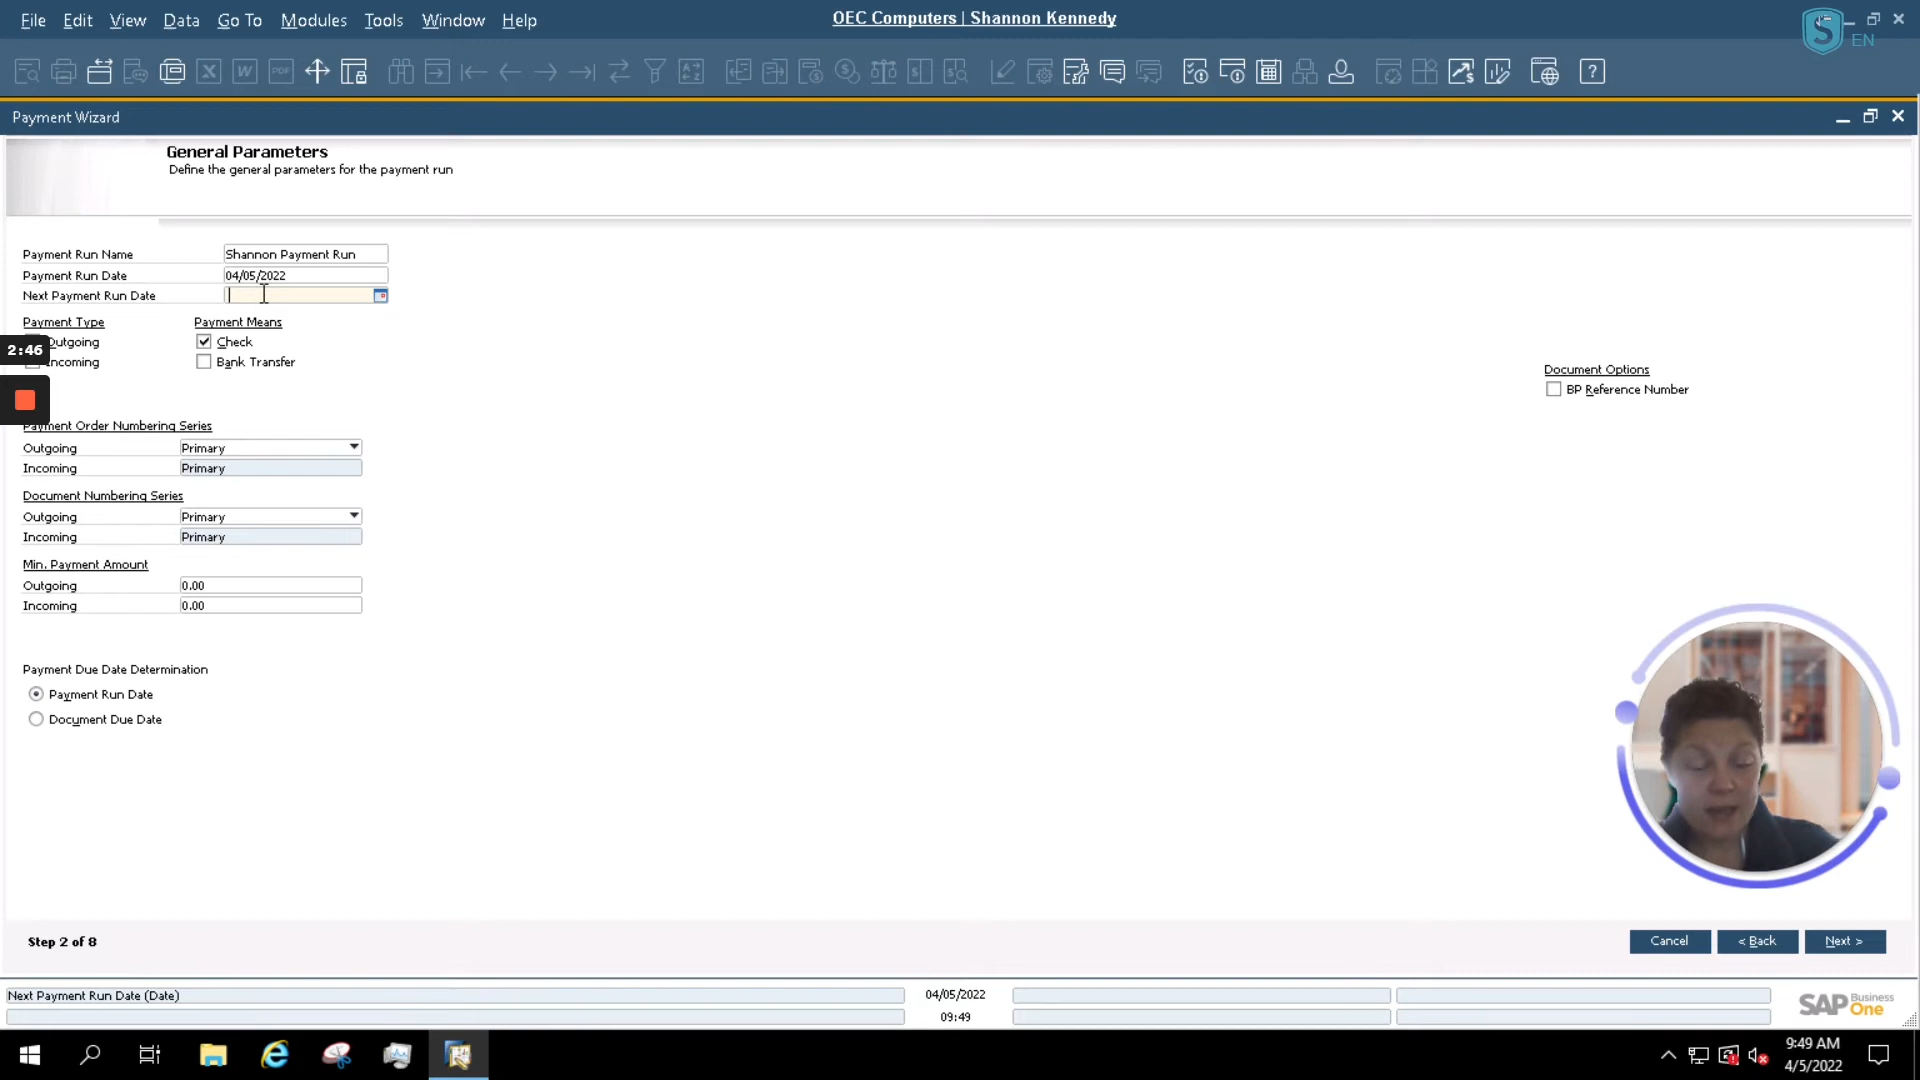 File Edit View Data Go To Modules Tools Window Help
OEC Computers | Shannon Kennedy
S EN
Payment Wizard
General Parameters
Define the general parameters for the payment run
Payment Run Name Shannon Payment Run
Payment Run Date 04/05/2022
Next Payment Run Date
Payment Type Payment Means
Outgoing Check
Incoming Bank Transfer
2:46
Document Options
BP Reference Number
Payment Order Numbering Series
Outgoing Primary
Incoming Primary
Document Numbering Series
Outgoing Primary
Incoming Primary
Min. Payment Amount
Outgoing 0.00
Incoming 0.00
Payment Due Date Determination
Payment Run Date
Document Due Date
Step 2 of 8
Cancel < Back Next >
Next Payment Run Date (Date) 04/05/2022
09:49
SAP Business One
9:49 AM
4/5/2022